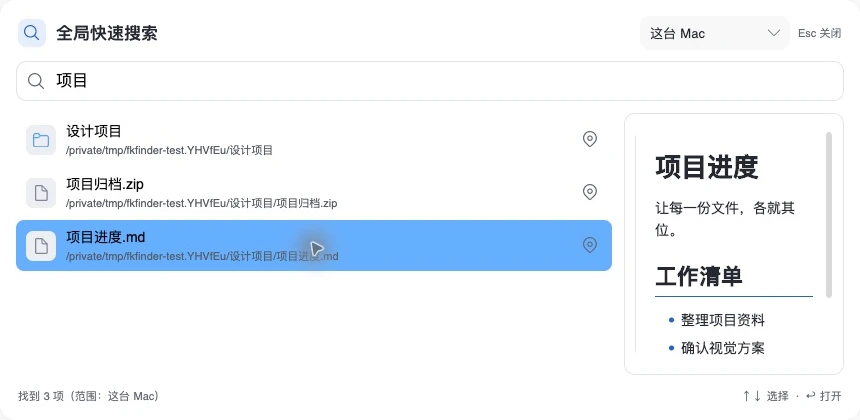 全局快速搜索
这台 Mac
Esc 关闭
项目
设计项目
/private/tmp/fkfinder-test.YHVfEu/设计项目
项目归档.zip
/private/tmp/fkfinder-test.YHVfEu/设计项目/项目归档.zip
项目进度.md
/private/tmp/fkfinder-test.YHVfEu/设计项目/项目进度.md
项目进度
让每一份文件，各就其
位。
工作清单
• 整理项目资料
• 确认视觉方案
找到 3 项（范围：这台 Mac）
↑↓ 选择 · ↩ 打开